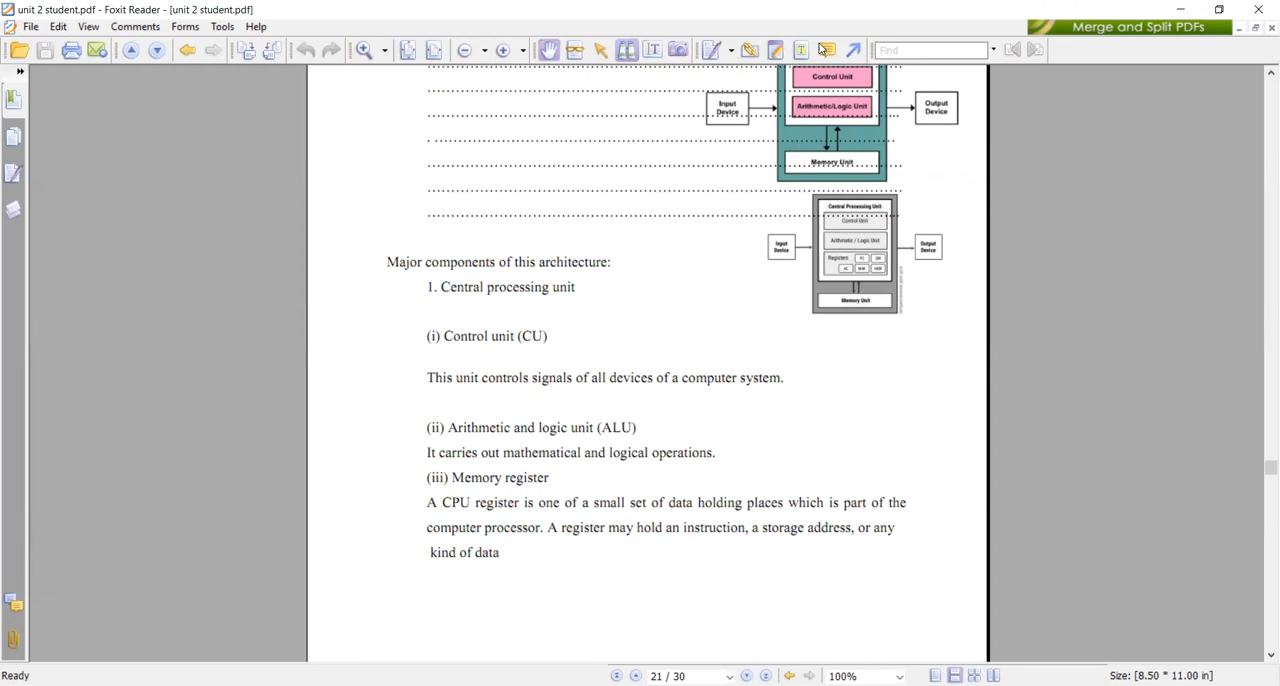 unit 2 student.pdf - Foxit Reader - [unit 2 student.pdf]
File Edit View Comments Forms Tools Help
Merge and Split PDFs
Find
Control Unit
Input Device
Arithmetic/Logic Unit
Output Device
Memory Unit
Central Processing Unit
Control Unit
Input Device
Arithmetic / Logic Unit
Output Device
Registers
Memory Unit
Major components of this architecture:
1. Central processing unit
(i) Control unit (CU)
This unit controls signals of all devices of a computer system.
(ii) Arithmetic and logic unit (ALU)
It carries out mathematical and logical operations.
(iii) Memory register
A CPU register is one of a small set of data holding places which is part of the
computer processor. A register may hold an instruction, a storage address, or any
kind of data
Ready
21 / 30
100%
Size: [8.50 * 11.00 in]